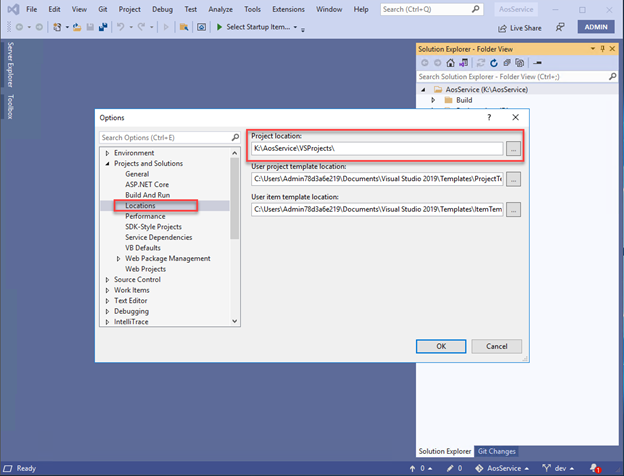 File Edit View Git Project Debug Test Analyze Tools Extensions Window Help Search (Ctrl+Q) AosService
Select Startup Item... Live Share ADMIN
Server Explorer
Toolbox
Solution Explorer - Folder View
Search Solution Explorer - Folder View (Ctrl+;)
AosService (K:\AosService)
Build
Options
Search Options (Ctrl+E)
Environment
Projects and Solutions
General
ASP.NET Core
Build And Run
Locations
Performance
SDK-Style Projects
Service Dependencies
VB Defaults
Web Package Management
Web Projects
Source Control
Work Items
Text Editor
Debugging
IntelliTrace
Project location:
K:\AosService\VSProjects\
...
User project template location:
C:\Users\Admin78d3a6e219\Documents\Visual Studio 2019\Templates\ProjectTe
...
User item template location:
C:\Users\Admin78d3a6e219\Documents\Visual Studio 2019\Templates\ItemTem
...
OK Cancel
Solution Explorer Git Changes
Ready 0 0 AosService dev 1